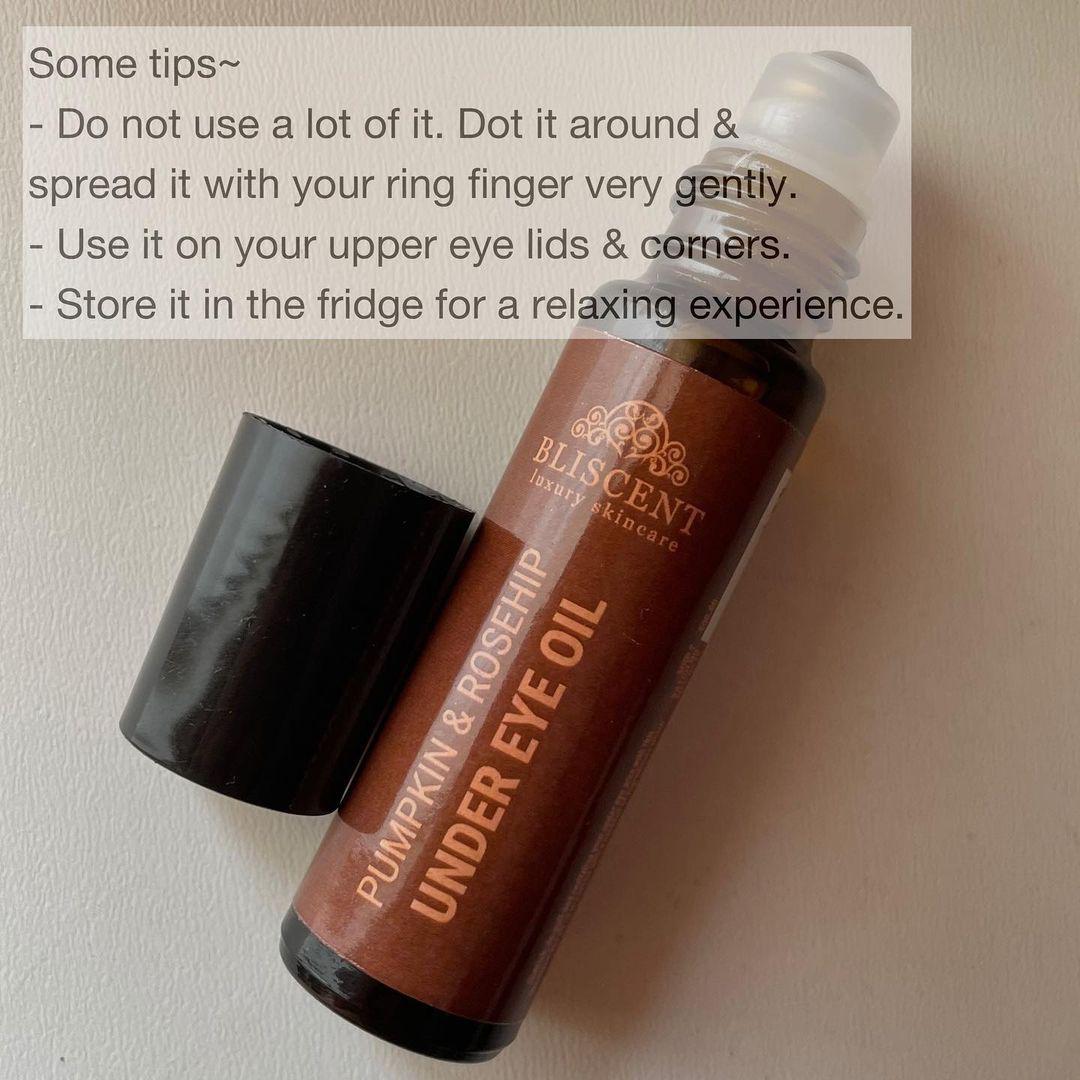 Some tips~
- Do not use a lot of it. Dot it around &
spread it with your ring finger very gently.
- Use it on your upper eye lids & corners.
- Store it in the fridge for a relaxing experience.
BLISCENT
luxury skincare
PUMPKIN & ROSEHIP
UNDER EYE OIL